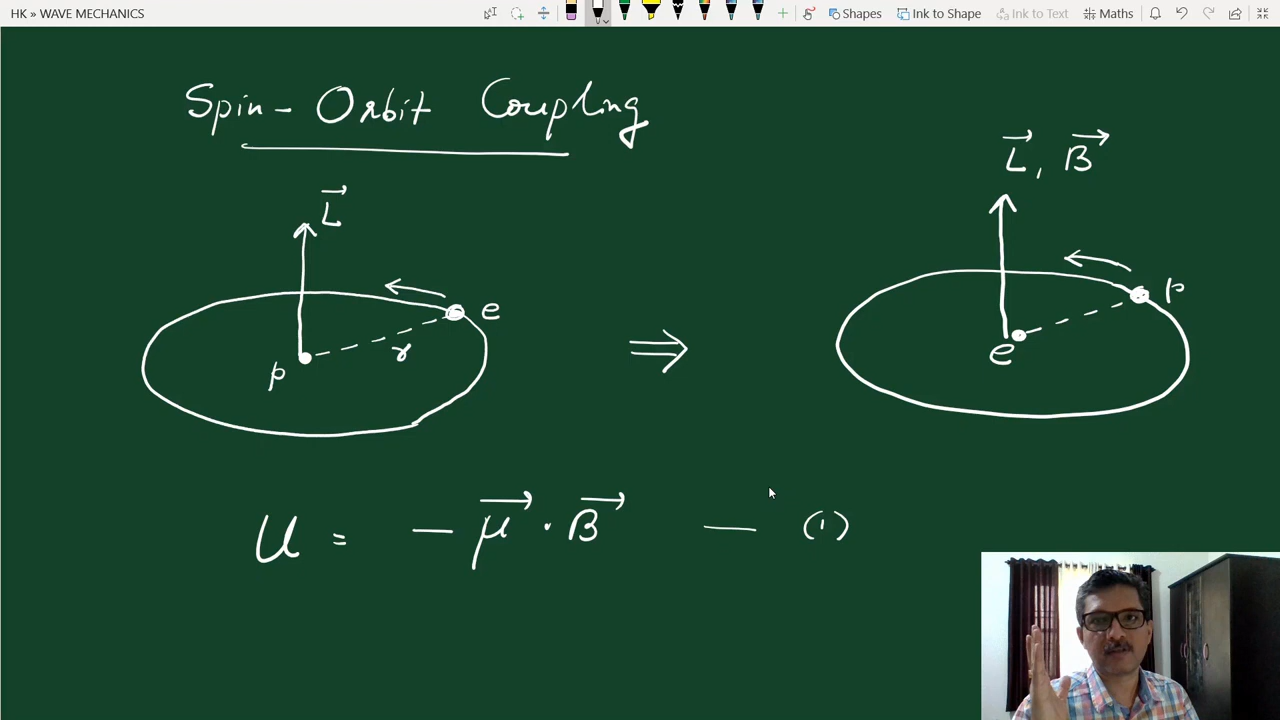 HK » WAVE MECHANICS
Shapes Ink to Shape Ink to Text Maths
Spin-Orbit Coupling
L⃗
e
r
p
⇒
L⃗, B⃗
p
e
U = − μ⃗ · B⃗ — (1)